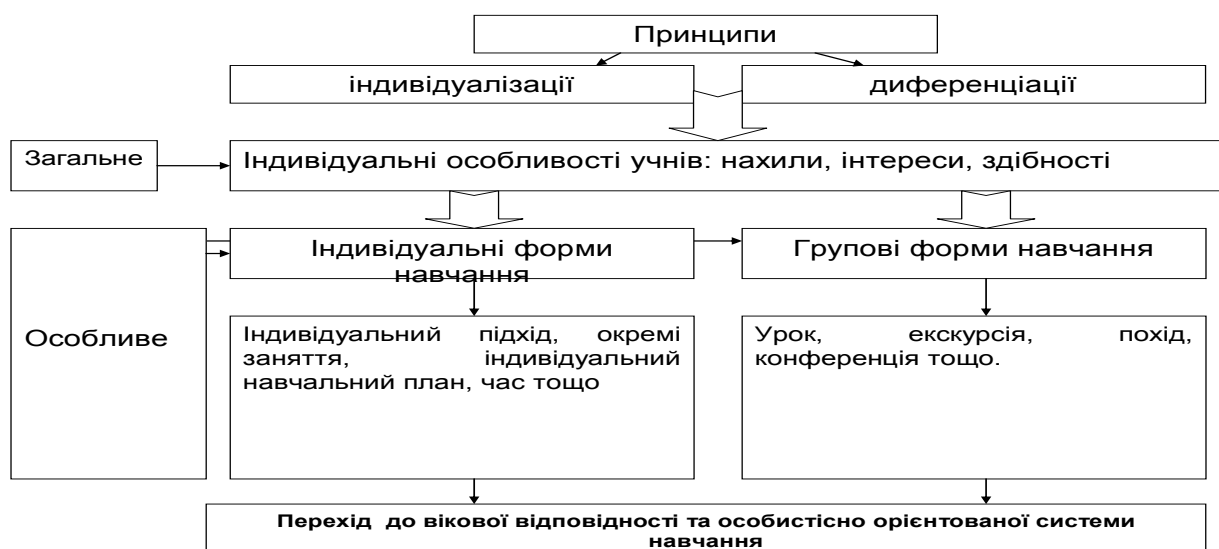 Принципи
індивідуалізації
диференціації
Загальне
Індивідуальні особливості учнів: нахили, інтереси, здібності
Особливе
Індивідуальні форми
навчання
Групові форми навчання
Індивідуальний підхід, окремі
заняття, індивідуальний
навчальний план, час тощо
Урок, екскурсія, похід,
конференція тощо.
Перехід до вікової відповідності та особистісно орієнтованої системи
навчання